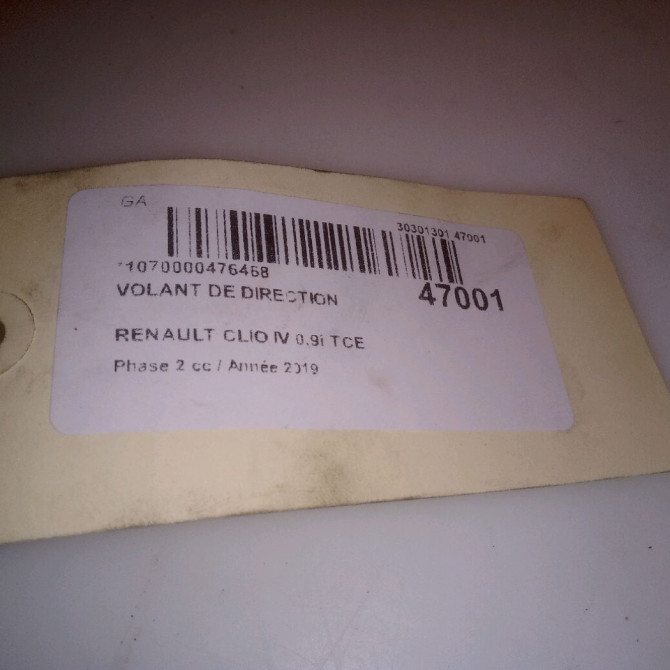 GA
30301301 47001
*1070000476468
47001
VOLANT DE DIRECTION
RENAULT CLIO IV 0.9i TCE
Phase 2 cc / Année 2019